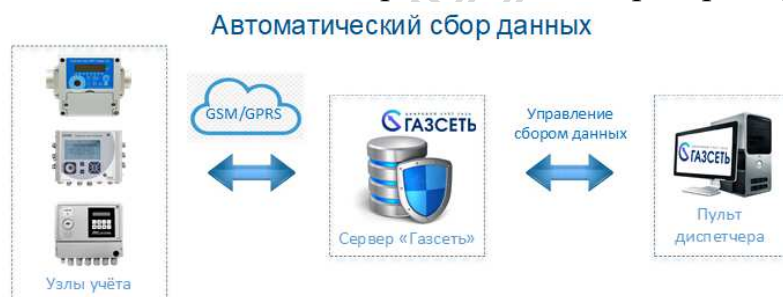 Автоматический сбор данных
GSM/GPRS
ГАЗСЕТЬ
Управление
сбором данных
ГАЗСЕТЬ
Сервер «Газсеть»
Пульт
диспетчера
Узлы учёта